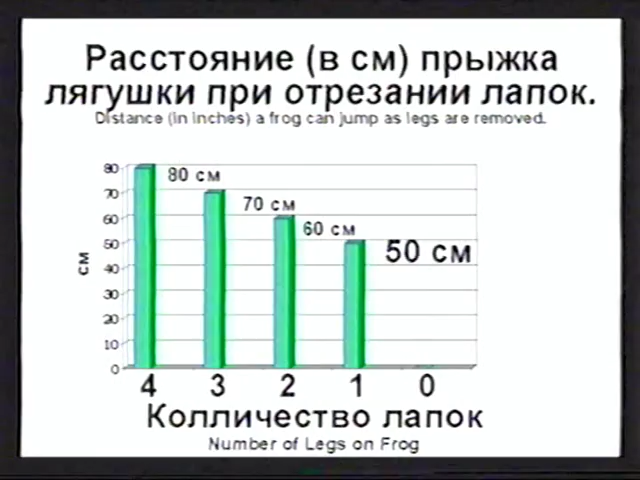 Расстояние (в см) прыжка
лягушки при отрезании лапок.
Distance (in inches) a frog can jump as legs are removed.
80
80 см
70
70 см
60
60 см
50
50 см
см
40
30
20
10
0
4 3 2 1 0
Колличество лапок
Number of Legs on Frog